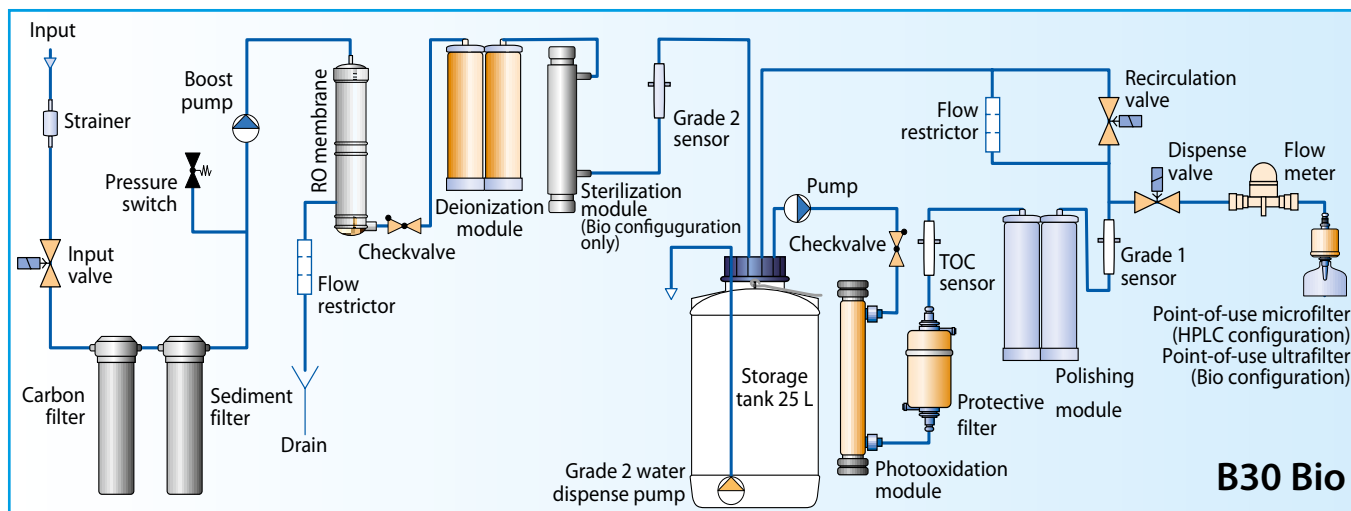 Input
Strainer
Pressure
switch
Input
valve
Carbon
filter
Sediment
filter
Boost
pump
RO membrane
Flow
restrictor
Drain
Checkvalve
Deionization
module
Sterilization
module
(Bio configuguration
only)
Grade 2
sensor
Grade 2 water
dispense pump
Storage
tank 25 L
Pump
Checkvalve
Photooxidation
module
Protective
filter
TOC
sensor
Polishing
module
Grade 1
sensor
Flow
restrictor
Recirculation
valve
Dispense
valve
Flow
meter
Point-of-use microfilter
(HPLC configuration)
Point-of-use ultrafilter
(Bio configuration)
B30 Bio